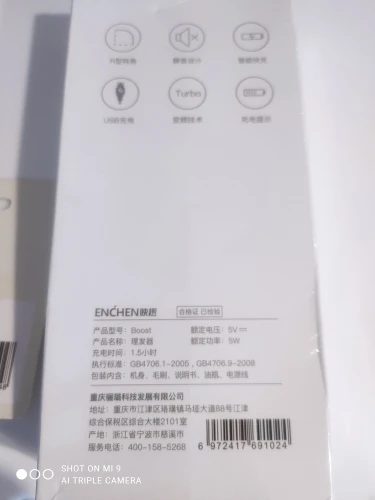 R型转角 静音设计 智能快充
USB充电 Turbo 变频技术 充电提示
ENCHEN映趣 合格证 已检验
产品型号：Boost 额定电压：5V
产品名称：理发器 额定功率：5W
充电时间：1.5小时
执行标准：GB4706.1-2005，GB4706.9-2008
包装内含：机身、毛刷、说明书、油瓶、电源线
重庆俪璐科技发展有限公司
地址：重庆市江津区珞璜镇马垭大道88号江津
综合保税区综合大楼2101室
产地：浙江省宁波市慈溪市
服务电话：400-158-5268
6 972417 691024
SHOT ON MI 9
AI TRIPLE CAMERA